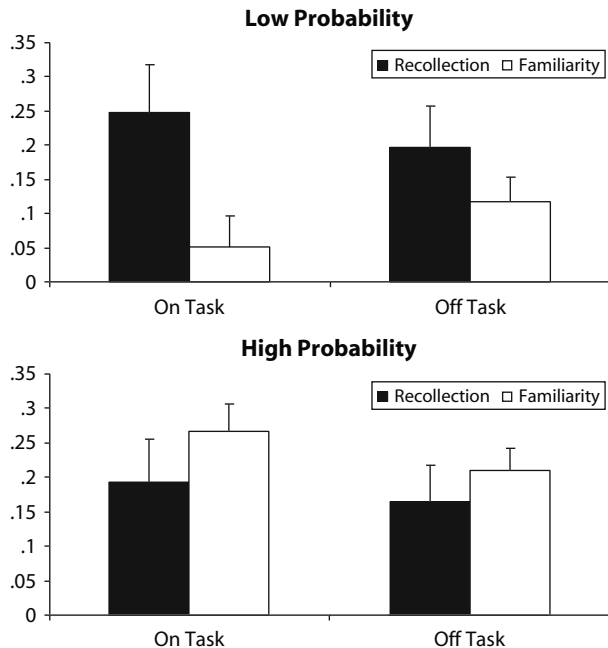 Low Probability
.35
.3
.25
.2
.15
.1
.05
0
Recollection Familiarity
On Task Off Task
High Probability
.35
.3
.25
.2
.15
.1
.05
0
Recollection Familiarity
On Task Off Task